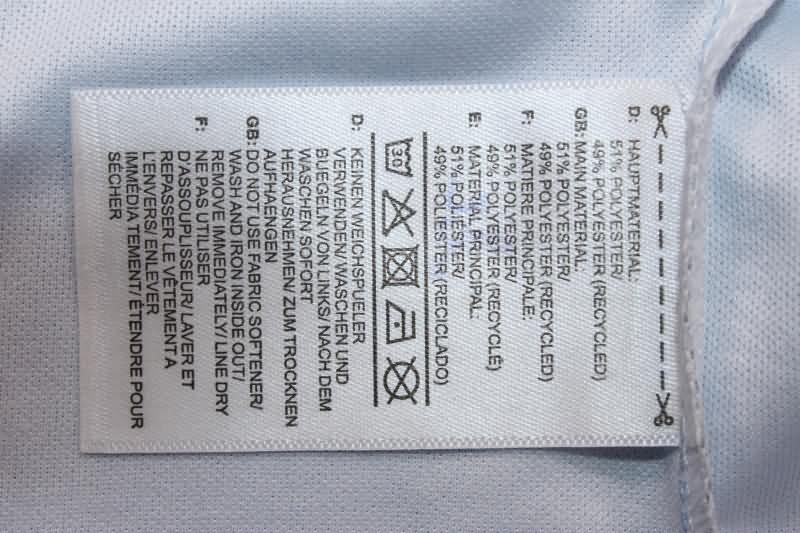 D: HAUPTMATERIAL:
51% POLYESTER/
49% POLYESTER (RECYCLED)
GB: MAIN MATERIAL:
51% POLYESTER/
49% POLYESTER (RECYCLED)
F: MATIERE PRINCIPALE:
51% POLYESTER/
49% POLYESTER (RECYCLÉ)
E: MATERIAL PRINCIPAL:
51% POLIÉSTER/
49% POLIÉSTER (RECICLADO)
30
D: KEINEN WEICHSPUELER
VERWENDEN/ WASCHEN UND
BUEGELN VON LINKS/ NACH DEM
WASCHEN SOFORT
HERAUSNEHMEN/ ZUM TROCKNEN
AUFHAENGEN
GB: DO NOT USE FABRIC SOFTENER/
WASH AND IRON INSIDE OUT/
REMOVE IMMEDIATELY/ LINE DRY
F: NE PAS UTILISER
D'ASSOUPLISSEUR/ LAVER ET
REPASSER LE VÊTEMENT A
L'ENVERS/ ENLEVER
IMMÉDIA TEMENT/ ÉTENDRE POUR
SÉCHER